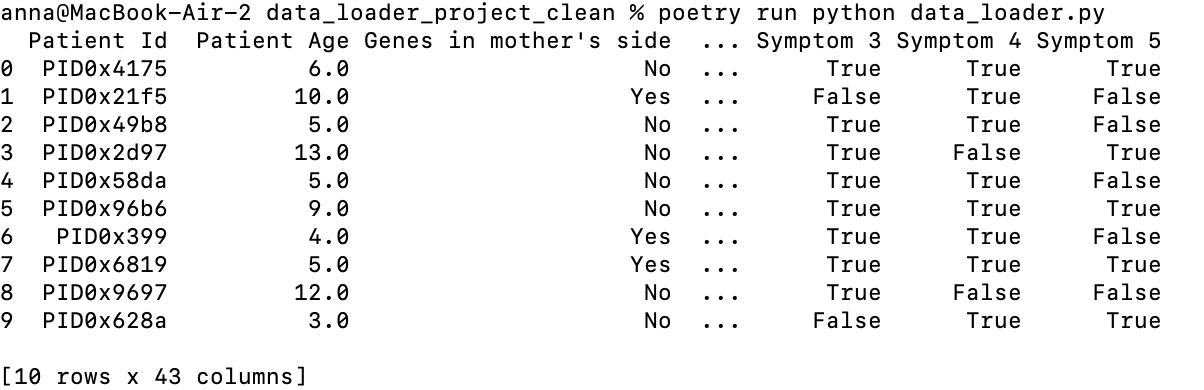 anna@MacBook-Air-2 data_loader_project_clean % poetry run python data_loader.py
  Patient Id  Patient Age Genes in mother's side  ... Symptom 3 Symptom 4 Symptom 5
0  PID0x4175          6.0                     No  ...      True      True      True
1  PID0x21f5         10.0                    Yes  ...     False      True     False
2  PID0x49b8          5.0                     No  ...      True      True     False
3  PID0x2d97         13.0                     No  ...      True     False      True
4  PID0x58da          5.0                     No  ...      True      True     False
5  PID0x96b6          9.0                     No  ...      True      True      True
6   PID0x399          4.0                    Yes  ...      True      True     False
7  PID0x6819          5.0                    Yes  ...      True      True      True
8  PID0x9697         12.0                     No  ...      True     False     False
9  PID0x628a          3.0                     No  ...     False      True      True

[10 rows x 43 columns]